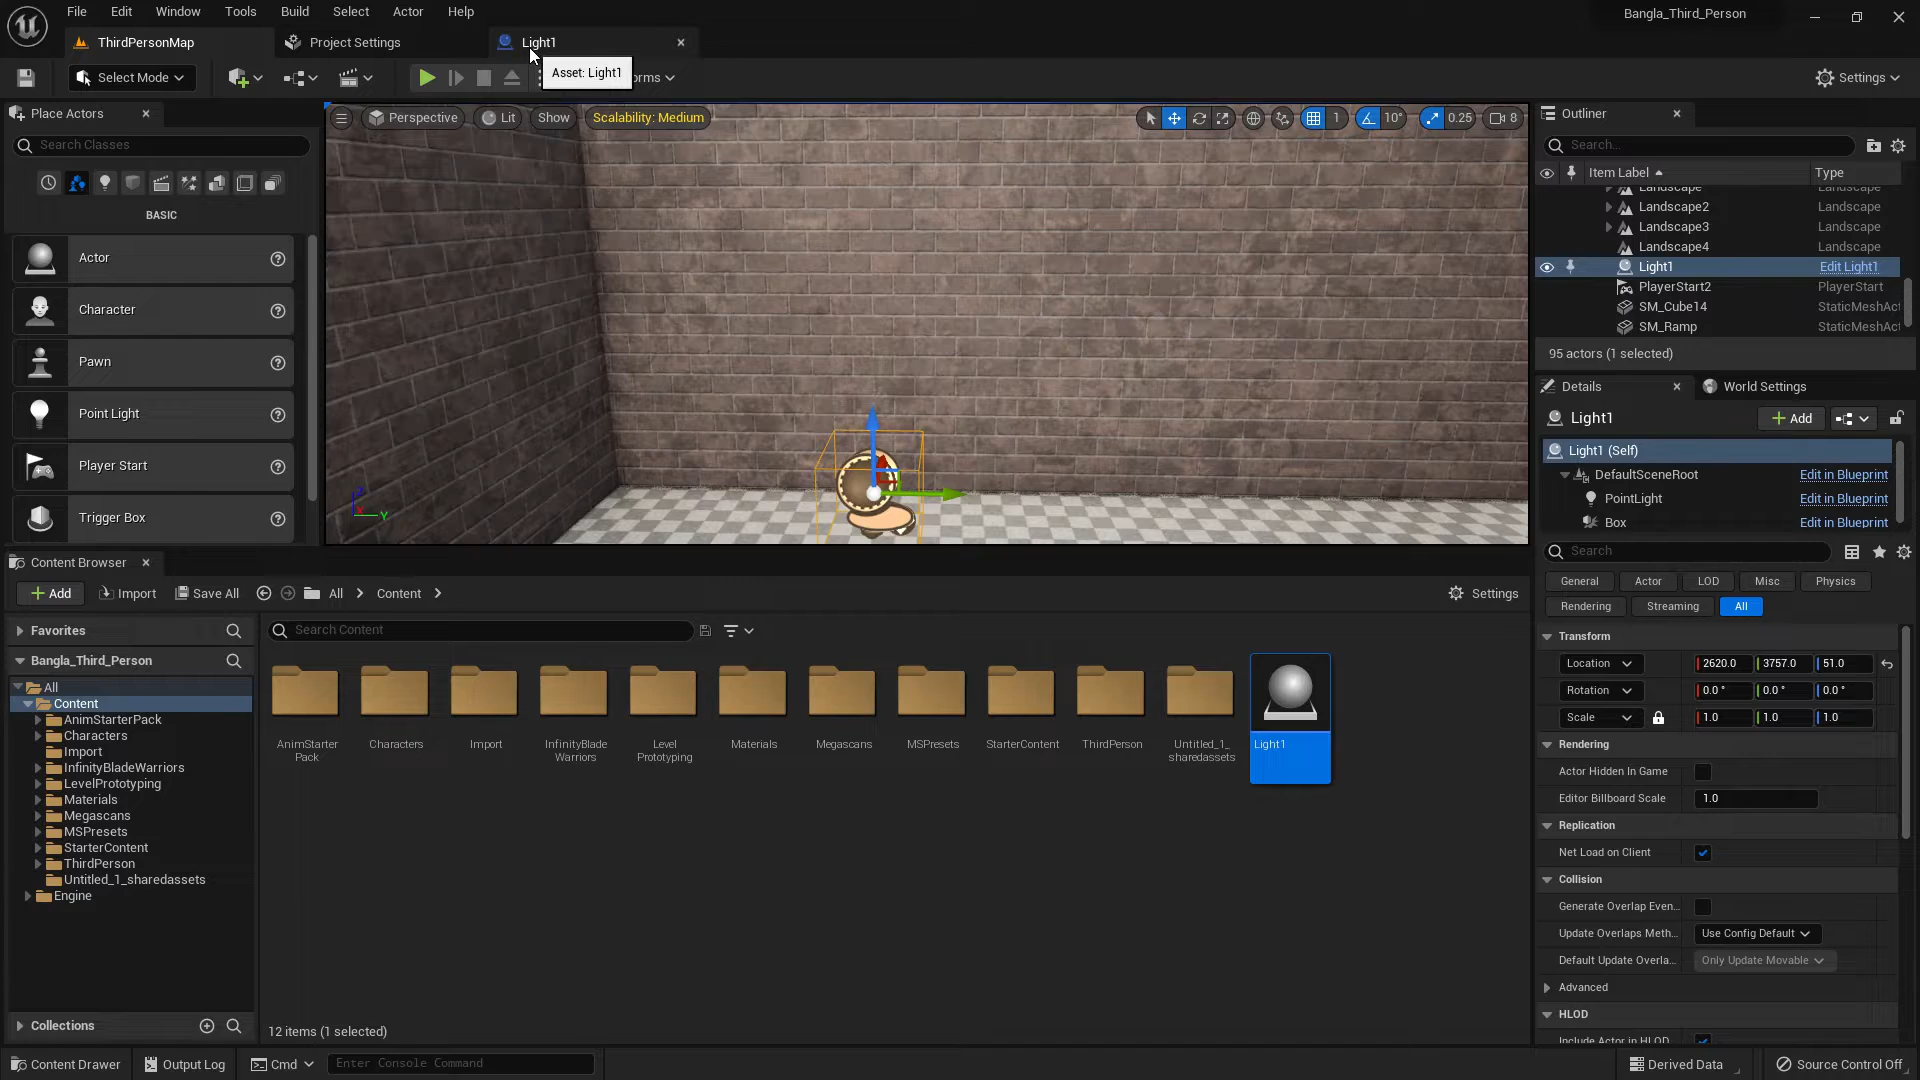 File Edit Window Tools Build Select Actor Help
Bangla_Third_Person
ThirdPersonMap
Project Settings
Light1
Select Mode
Asset: Light1
Settings
Place Actors
Search Classes
BASIC
Actor
Character
Pawn
Point Light
Player Start
Trigger Box
Perspective
Lit
Show
Scalability: Medium
1
10°
0.25
8
Z
Y
Outliner
Search...
Item Label
Type
Landscape Landscape
Landscape2 Landscape
Landscape3 Landscape
Landscape4 Landscape
Light1 Edit Light1
PlayerStart2 PlayerStart
SM_Cube14 StaticMeshAct
SM_Ramp StaticMeshAct
95 actors (1 selected)
Details
World Settings
Light1
Add
Light1 (Self)
DefaultSceneRoot Edit in Blueprint
PointLight Edit in Blueprint
Box Edit in Blueprint
Search
General Actor LOD Misc Physics
Rendering Streaming All
Transform
Location 2620.0 3757.0 51.0
Rotation 0.0 ° 0.0 ° 0.0 °
Scale 1.0 1.0 1.0
Rendering
Actor Hidden In Game
Editor Billboard Scale 1.0
Replication
Net Load on Client
Collision
Generate Overlap Even...
Update Overlaps Meth... Use Config Default
Default Update Overla... Only Update Movable
Advanced
HLOD
Include Actor in HLOD
Content Browser
Add
Import
Save All
All
Content
Settings
Favorites
Bangla_Third_Person
All
Content
AnimStarterPack
Characters
Import
InfinityBladeWarriors
LevelPrototyping
Materials
Megascans
MSPresets
StarterContent
ThirdPerson
Untitled_1_sharedassets
Engine
Collections
Search Content
AnimStarter Pack
Characters
Import
InfinityBlade Warriors
Level Prototyping
Materials
Megascans
MSPresets
StarterContent
ThirdPerson
Untitled_1_ sharedassets
Light1
12 items (1 selected)
Content Drawer
Output Log
Cmd
Enter Console Command
Derived Data
Source Control Off